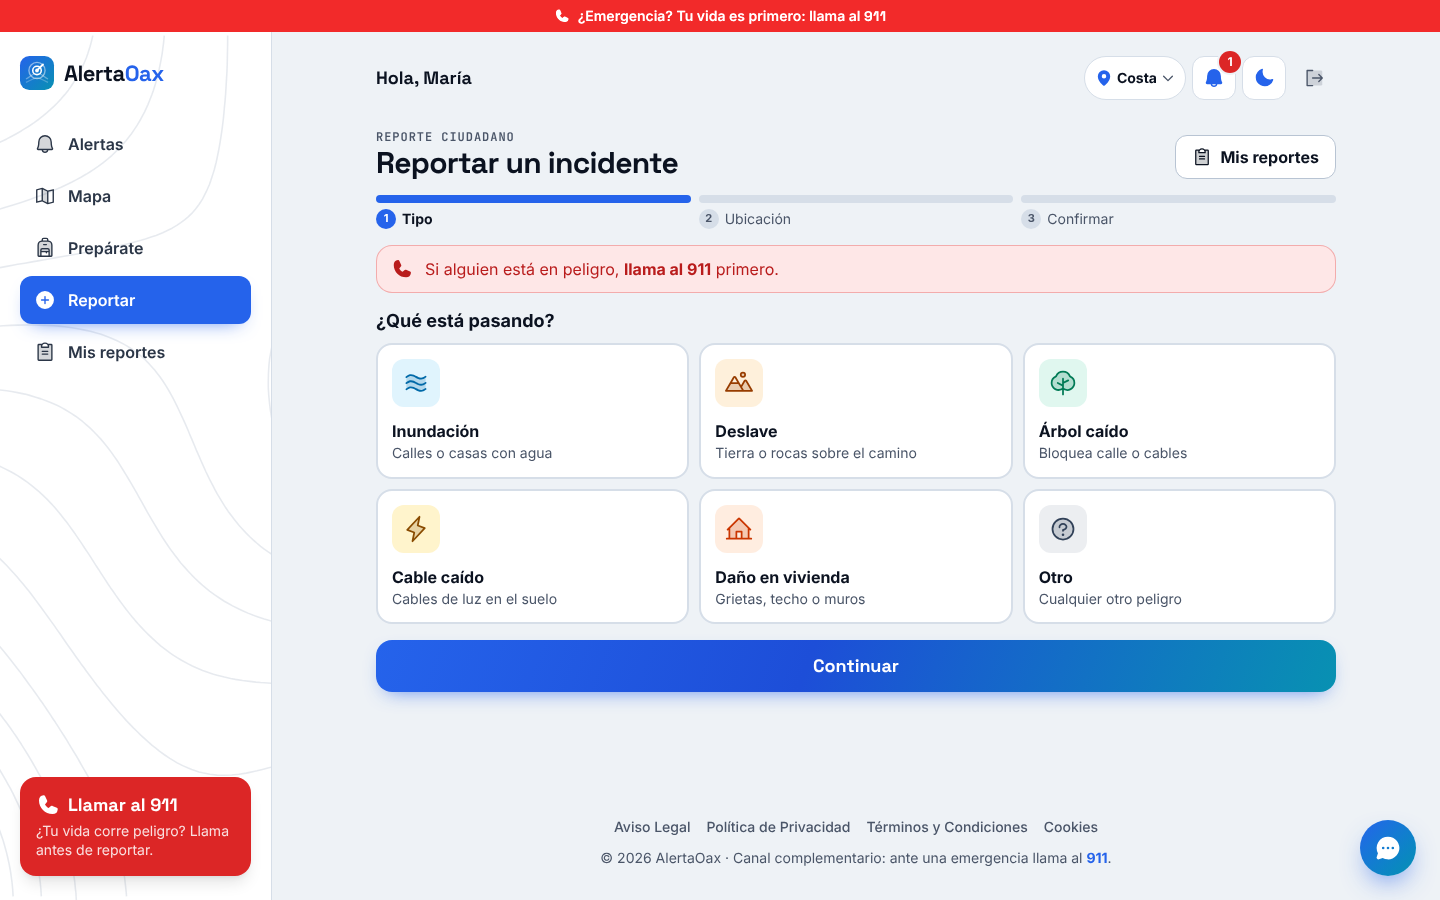 ¿Emergencia? Tu vida es primero: llama al 911
AlertaOax
Alertas
Mapa
Prepárate
Reportar
Mis reportes
Llamar al 911
¿Tu vida corre peligro? Llama
antes de reportar.
Hola, María
Costa
1
REPORTE CIUDADANO
Reportar un incidente
Mis reportes
1 Tipo
2 Ubicación
3 Confirmar
Si alguien está en peligro, llama al 911 primero.
¿Qué está pasando?
Inundación
Calles o casas con agua
Deslave
Tierra o rocas sobre el camino
Árbol caído
Bloquea calle o cables
Cable caído
Cables de luz en el suelo
Daño en vivienda
Grietas, techo o muros
Otro
Cualquier otro peligro
Continuar
Aviso Legal Política de Privacidad Términos y Condiciones Cookies
© 2026 AlertaOax · Canal complementario: ante una emergencia llama al 911.